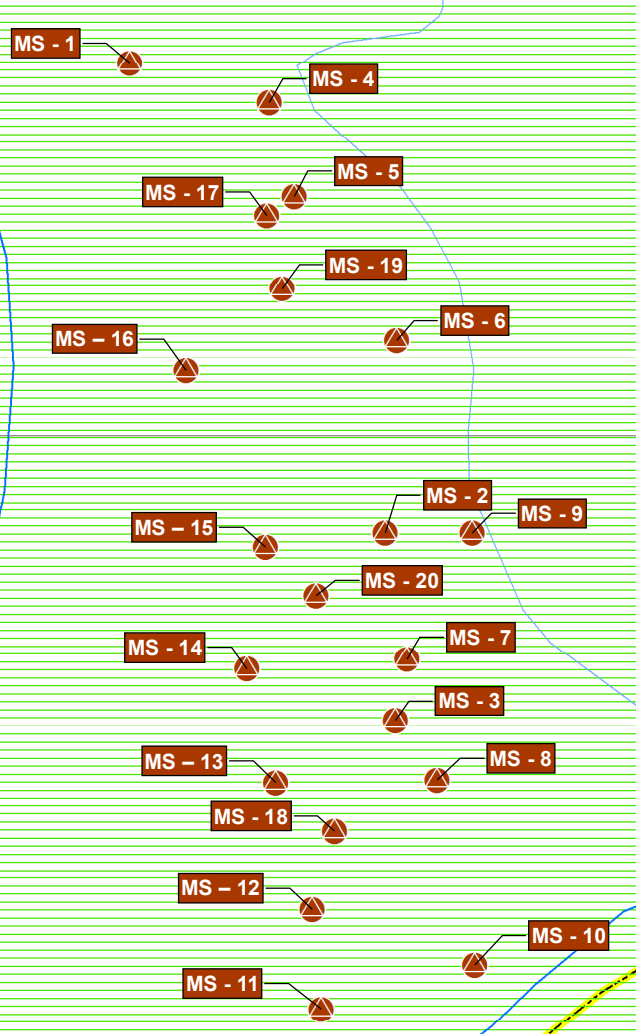 MS - 1
MS - 4
MS - 5
MS - 17
MS - 19
MS - 6
MS – 16
MS - 2
MS - 9
MS – 15
MS - 20
MS - 7
MS - 14
MS - 3
MS - 8
MS – 13
MS - 18
MS – 12
MS - 10
MS - 11